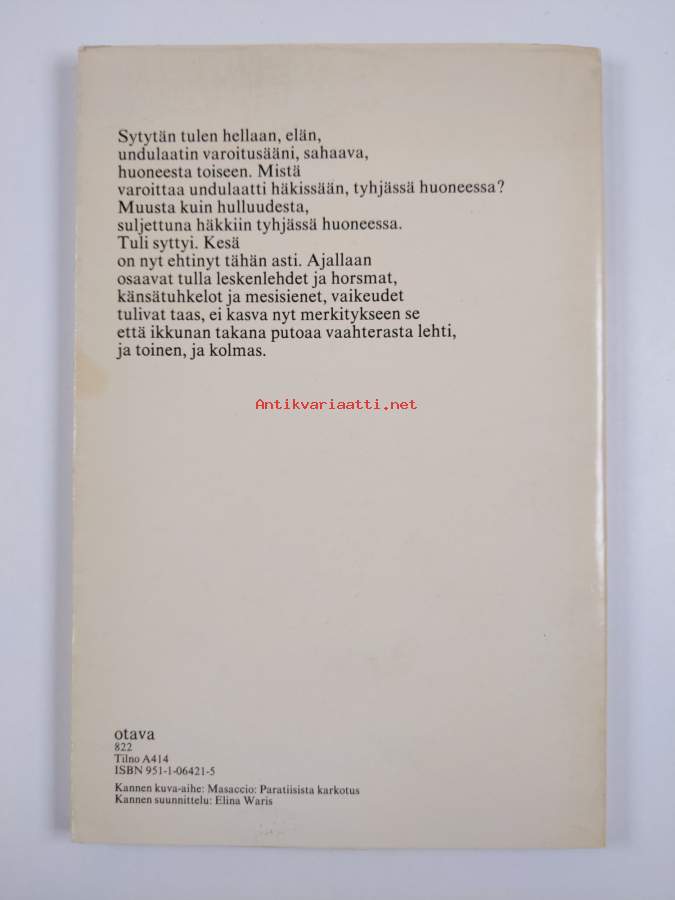 Sytytän tulen hellaan, elän,
undulaatin varoitusääni, sahaava,
huoneesta toiseen. Mistä
varoittaa undulaatti häkissään, tyhjässä huoneessa?
Muusta kuin hulluudesta,
suljettuna häkkiin tyhjässä huoneessa.
Tuli syttyi. Kesä
on nyt ehtinyt tähän asti. Ajallaan
osaavat tulla leskenlehdet ja horsmat,
känsätuhkelot ja mesisienet, vaikeudet
tulivat taas, ei kasva nyt merkitykseen se
että ikkunan takana putoaa vaahterasta lehti,
ja toinen, ja kolmas.
Antikvariaatti.net
otava
822
Tilno A414
ISBN 951-1-06421-5
Kannen kuva-aihe: Masaccio: Paratiisista karkotus
Kannen suunnittelu: Elina Waris